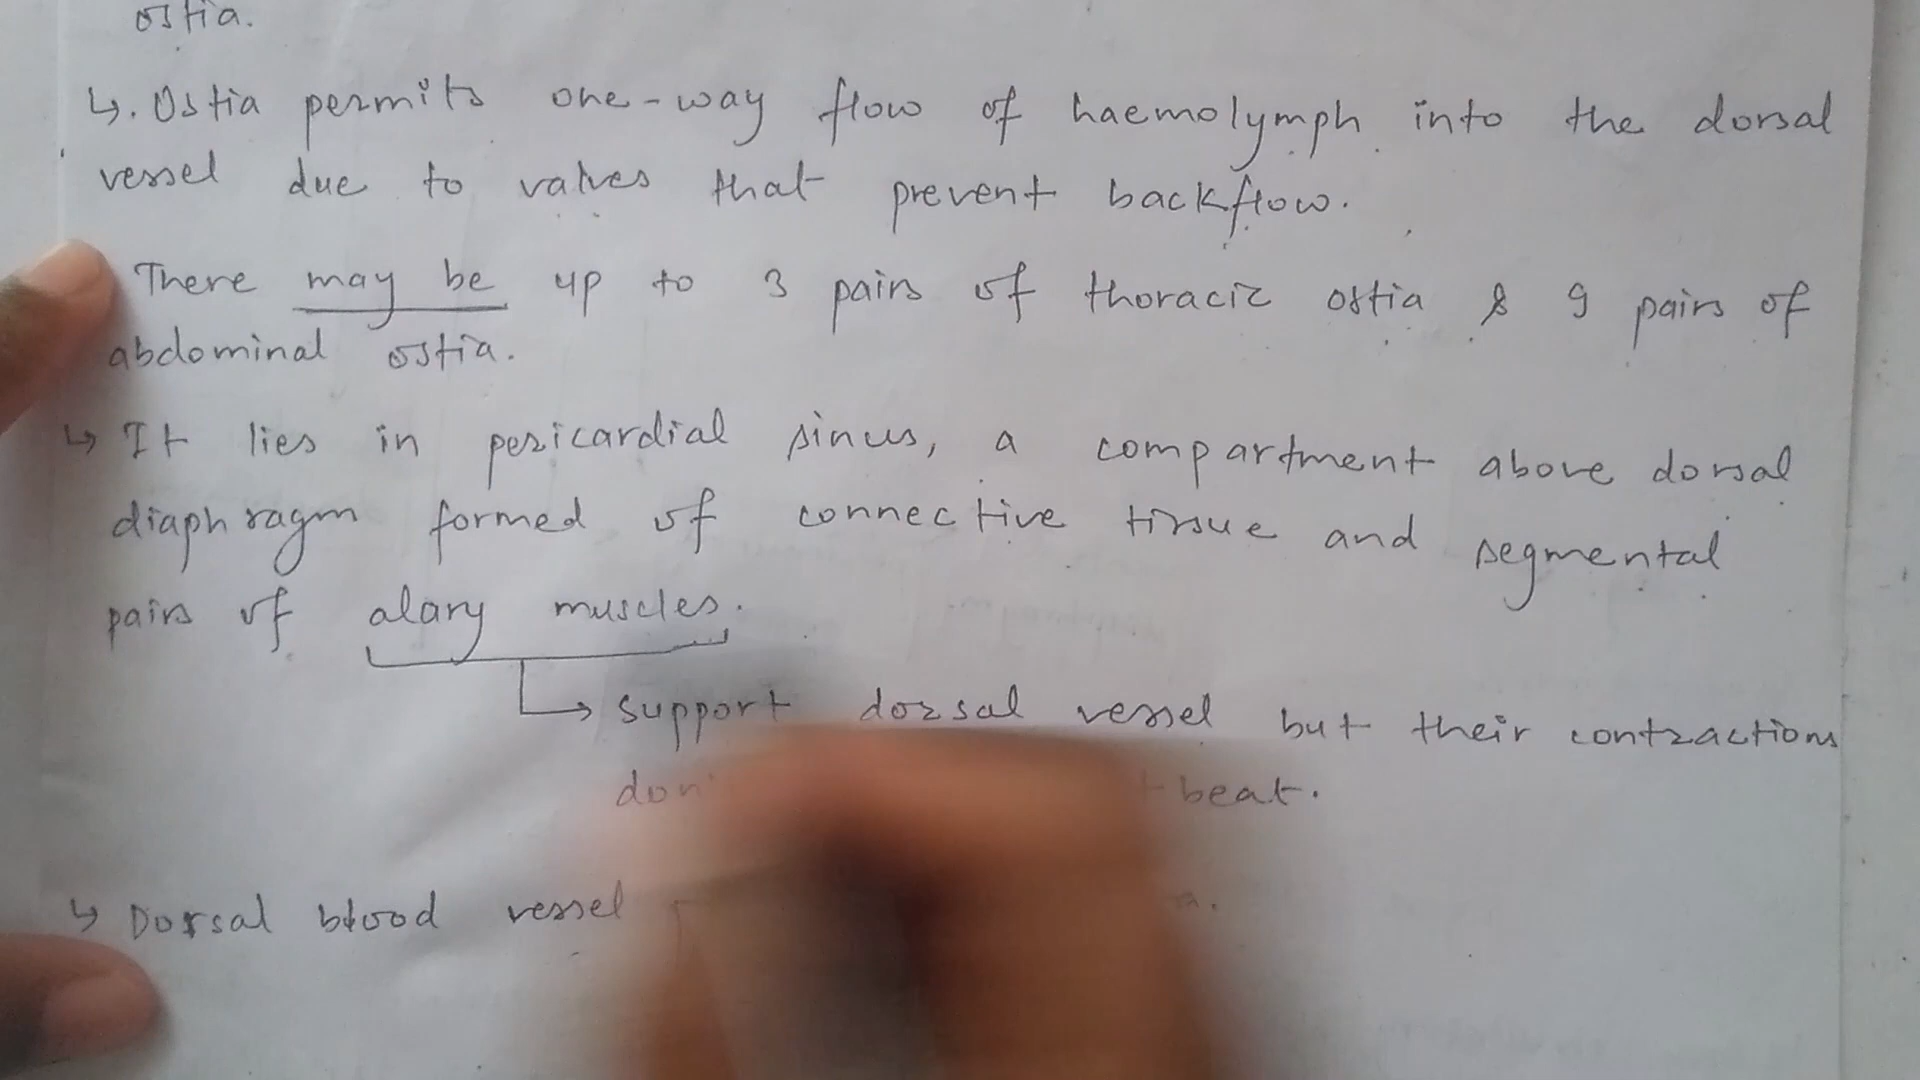 ostia.
↳. Ostia permits one-way flow of haemolymph into the dorsal
vessel due to valves that prevent backflow.
There may be up to 3 pairs of thoracic ostia & 9 pairs of
abdominal ostia.
↳ It lies in pericardial sinus, a compartment above dorsal
diaphragm formed of connective tissue and segmental
pairs of alary muscles.
↳ support dorsal vessel but their contractions
beat.
↳ Dorsal blood vessel